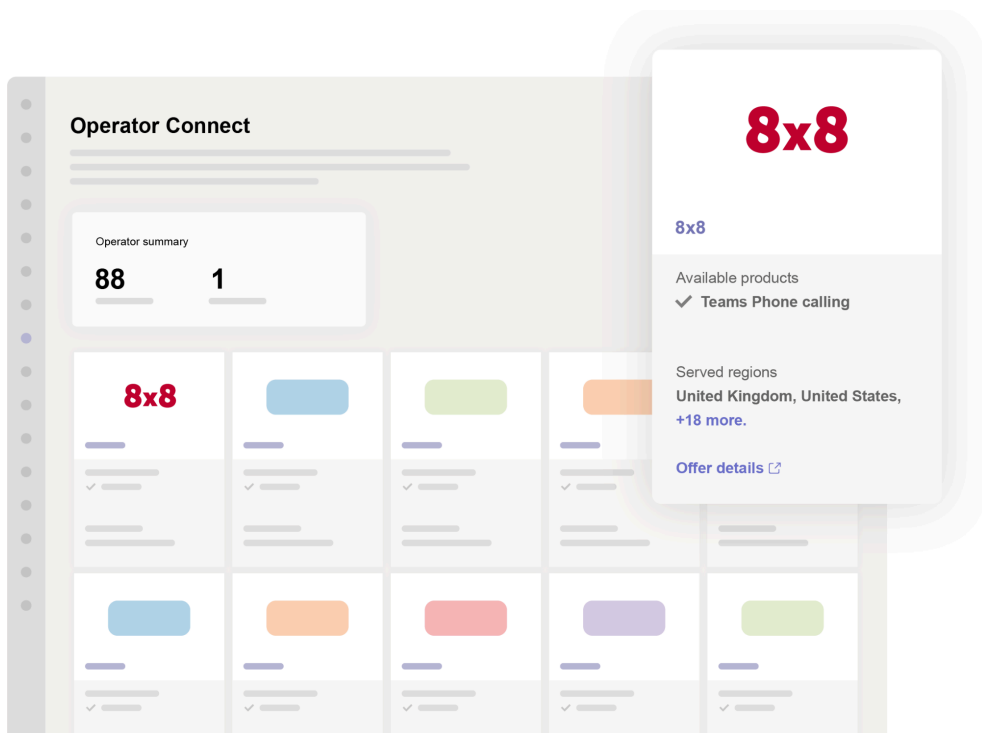 Operator Connect
Operator summary
88 1
8x8
8x8
8x8
Available products
Teams Phone calling
Served regions
United Kingdom, United States,
+18 more.
Offer details